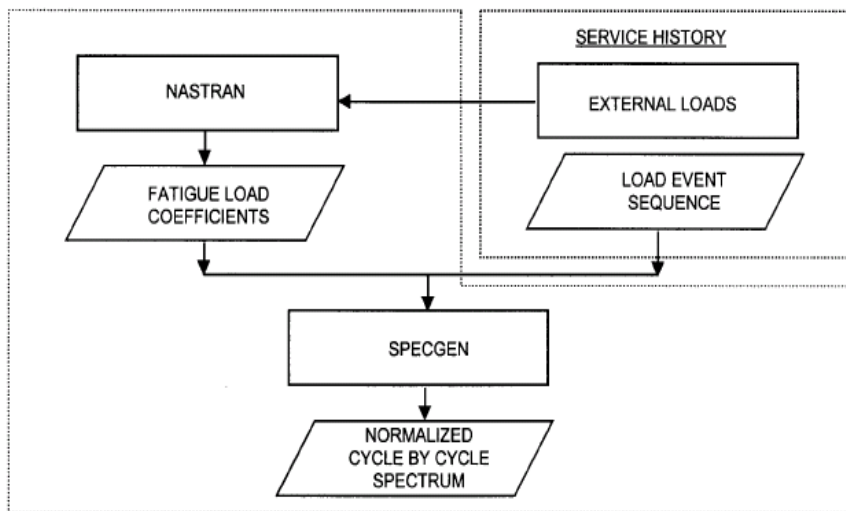 SERVICE HISTORY
NASTRAN
EXTERNAL LOADS
FATIGUE LOAD
COEFFICIENTS
LOAD EVENT
SEQUENCE
SPECGEN
NORMALIZED
CYCLE BY CYCLE
SPECTRUM